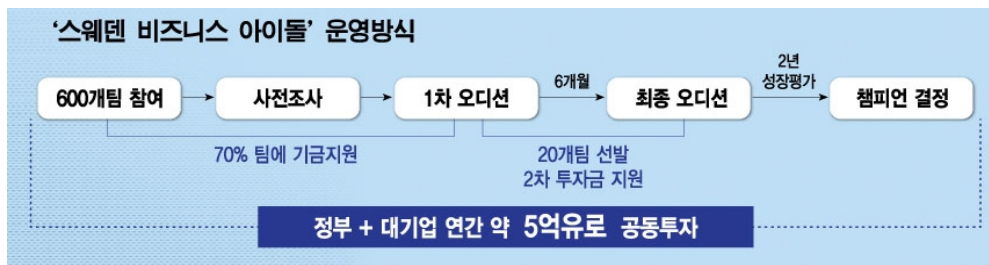 ‘스웨덴 비즈니스 아이돌’ 운영방식
600개팀 참여
사전조사
1차 오디션
6개월
최종 오디션
2년
성장평가
챔피언 결정
70% 팀에 기금지원
20개팀 선발
2차 투자금 지원
정부 + 대기업 연간 약 5억유로 공동투자